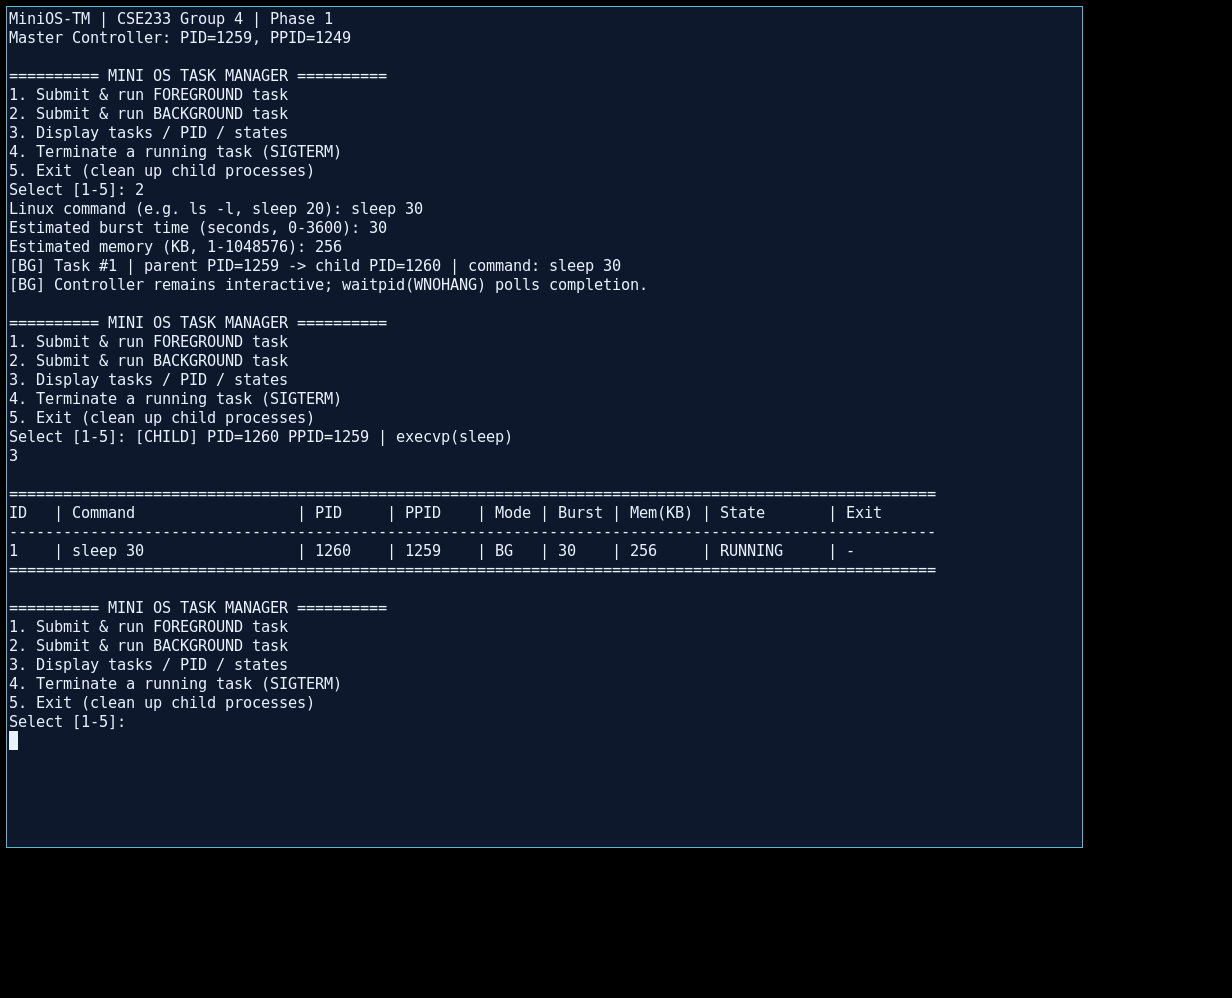 MiniOS-TM | CSE233 Group 4 | Phase 1
Master Controller: PID=1259, PPID=1249
========== MINI OS TASK MANAGER ==========
1. Submit & run FOREGROUND task
2. Submit & run BACKGROUND task
3. Display tasks / PID / states
4. Terminate a running task (SIGTERM)
5. Exit (clean up child processes)
Select [1-5]: 2
Linux command (e.g. ls -l, sleep 20): sleep 30
Estimated burst time (seconds, 0-3600): 30
Estimated memory (KB, 1-1048576): 256
[BG] Task #1 | parent PID=1259 -> child PID=1260 | command: sleep 30
[BG] Controller remains interactive; waitpid(WNOHANG) polls completion.
========== MINI OS TASK MANAGER ==========
1. Submit & run FOREGROUND task
2. Submit & run BACKGROUND task
3. Display tasks / PID / states
4. Terminate a running task (SIGTERM)
5. Exit (clean up child processes)
Select [1-5]: [CHILD] PID=1260 PPID=1259 | execvp(sleep)
3
=======================================================================================================
ID   | Command                  | PID     | PPID    | Mode | Burst | Mem(KB) | State       | Exit
-------------------------------------------------------------------------------------------------------
1    | sleep 30                 | 1260    | 1259    | BG   | 30    | 256     | RUNNING     | -
=======================================================================================================
========== MINI OS TASK MANAGER ==========
1. Submit & run FOREGROUND task
2. Submit & run BACKGROUND task
3. Display tasks / PID / states
4. Terminate a running task (SIGTERM)
5. Exit (clean up child processes)
Select [1-5]: